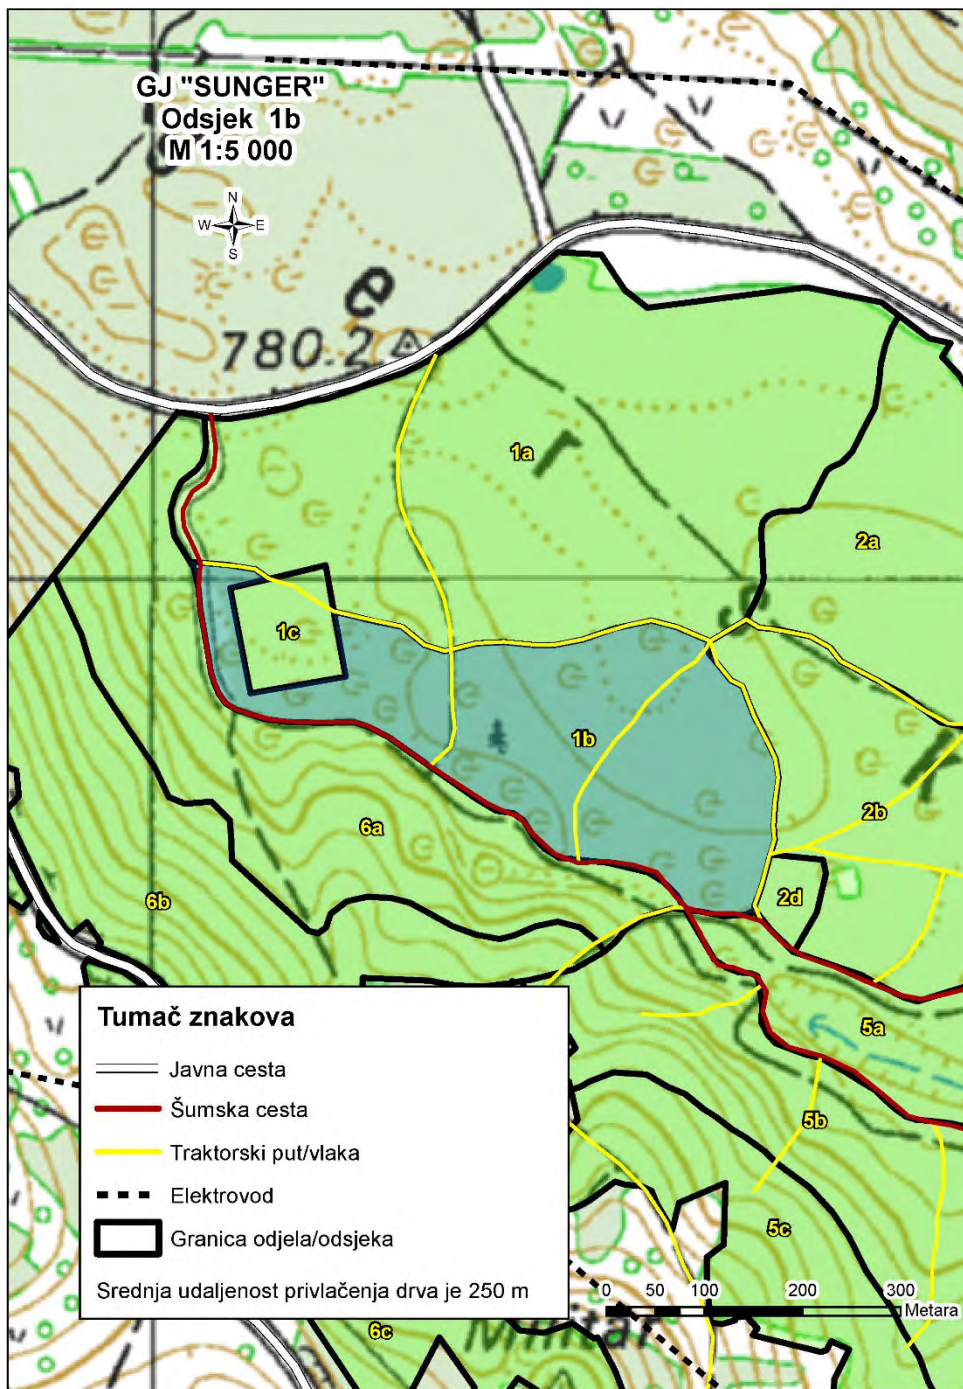 GJ "SUNGER"
Odsjek 1b
M 1:5 000
N
W E
S
780.2
1a
2a
1c
1b
2b
6a
2d
6b
5a
5b
5c
6c
Tumač znakova
Javna cesta
Šumska cesta
Traktorski put/vlaka
Elektrovod
Granica odjela/odsjeka
Srednja udaljenost privlačenja drva je 250 m
0 50 100 200 300
Metara